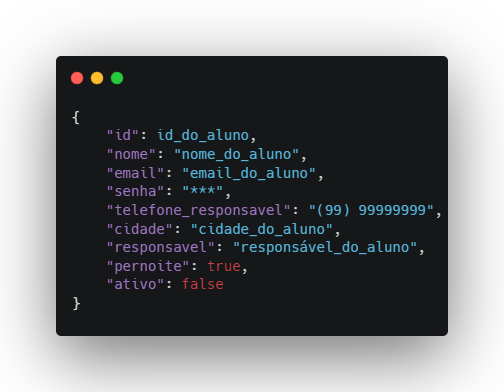 {
    "id": id_do_aluno,
    "nome": "nome_do_aluno",
    "email": "email_do_aluno",
    "senha": "***",
    "telefone_responsavel": "(99) 99999999",
    "cidade": "cidade_do_aluno",
    "responsavel": "responsável_do_aluno",
    "pernoite": true,
    "ativo": false
}